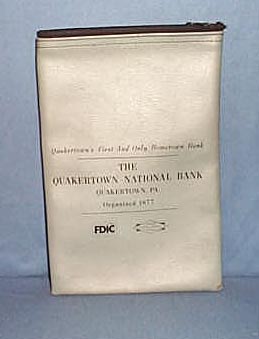 Quakertown's First And Only Hometown Bank
THE
QUAKERTOWN NATIONAL BANK
QUAKERTOWN, PA.
Organized 1877
FDIC